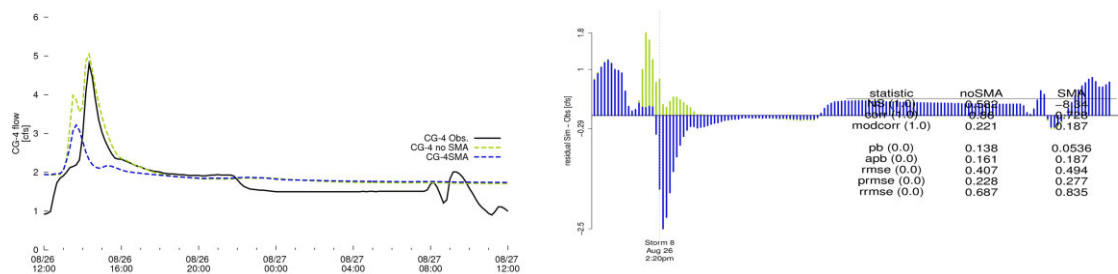 6
5
4
3
2
1
0
CG-4 flow
[cfs]
CG-4 Obs.
CG-4 no SMA
CG-4SMA
08/26
12:00
08/26
16:00
08/26
20:00
08/27
00:00
08/27
04:00
08/27
08:00
08/27
12:00
residual Sim - Obs [cfs]
1.8
1
-0.29
-2.5
Storm 8
Aug 26
2:20pm
statistic noSMA SMA
NS (1.0) 0.582
corr (1.0) 0.728
modcorr (1.0) 0.221 0.187
pb (0.0) 0.138 0.0536
apb (0.0) 0.161 0.187
rmse (0.0) 0.407 0.494
prmse (0.0) 0.228 0.277
rrmse (0.0) 0.687 0.835